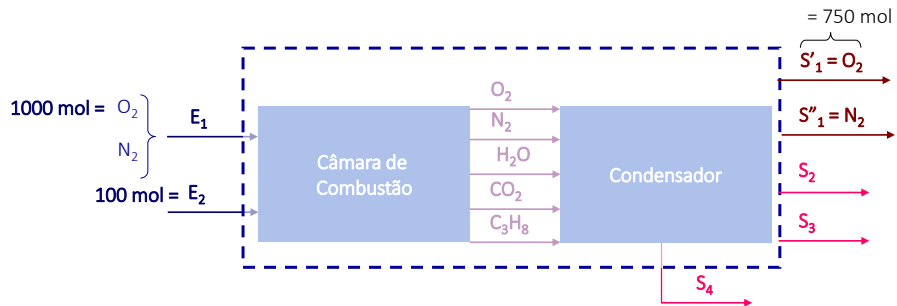 = 750 mol
S’₁ = O₂
1000 mol = O₂
N₂
E₁
100 mol = E₂
Câmara de
Combustão
O₂
N₂
H₂O
CO₂
C₃H₈
Condensador
S”₁ = N₂
S₂
S₃
S₄